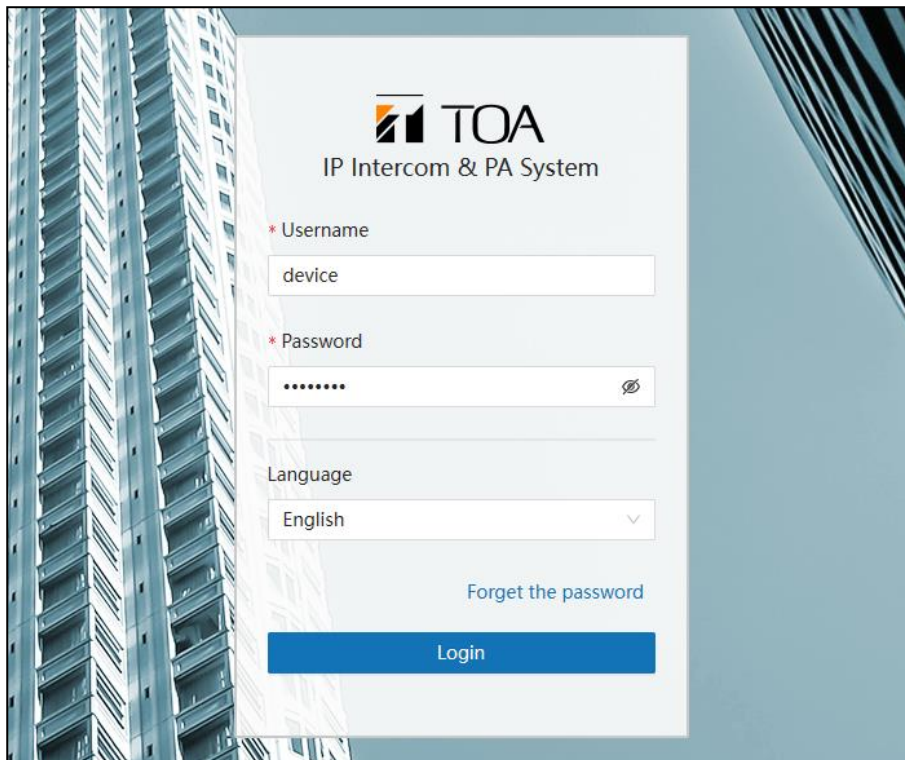 TOA
IP Intercom & PA System
* Username
device
* Password
••••••••
Language
English
Forget the password
Login